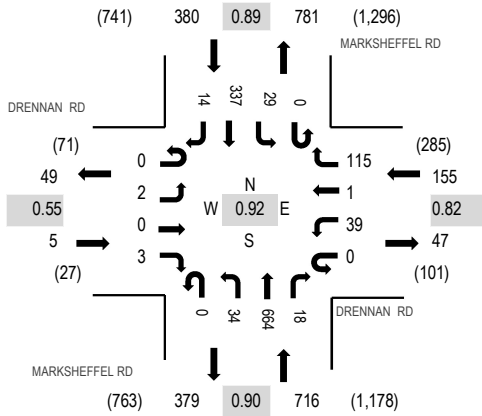 (741) 380 0.89 781 (1,296)
MARKSHEFFEL RD
DRENNAN RD
14 337 29 0
(71) (285)
0 115
49 155
2 1
N
0.55 W 0.92 E 0.82
0 39
S
5 47
3 0
(27) (101)
0 34 664 18
DRENNAN RD
MARKSHEFFEL RD
(763) 379 0.90 716 (1,178)